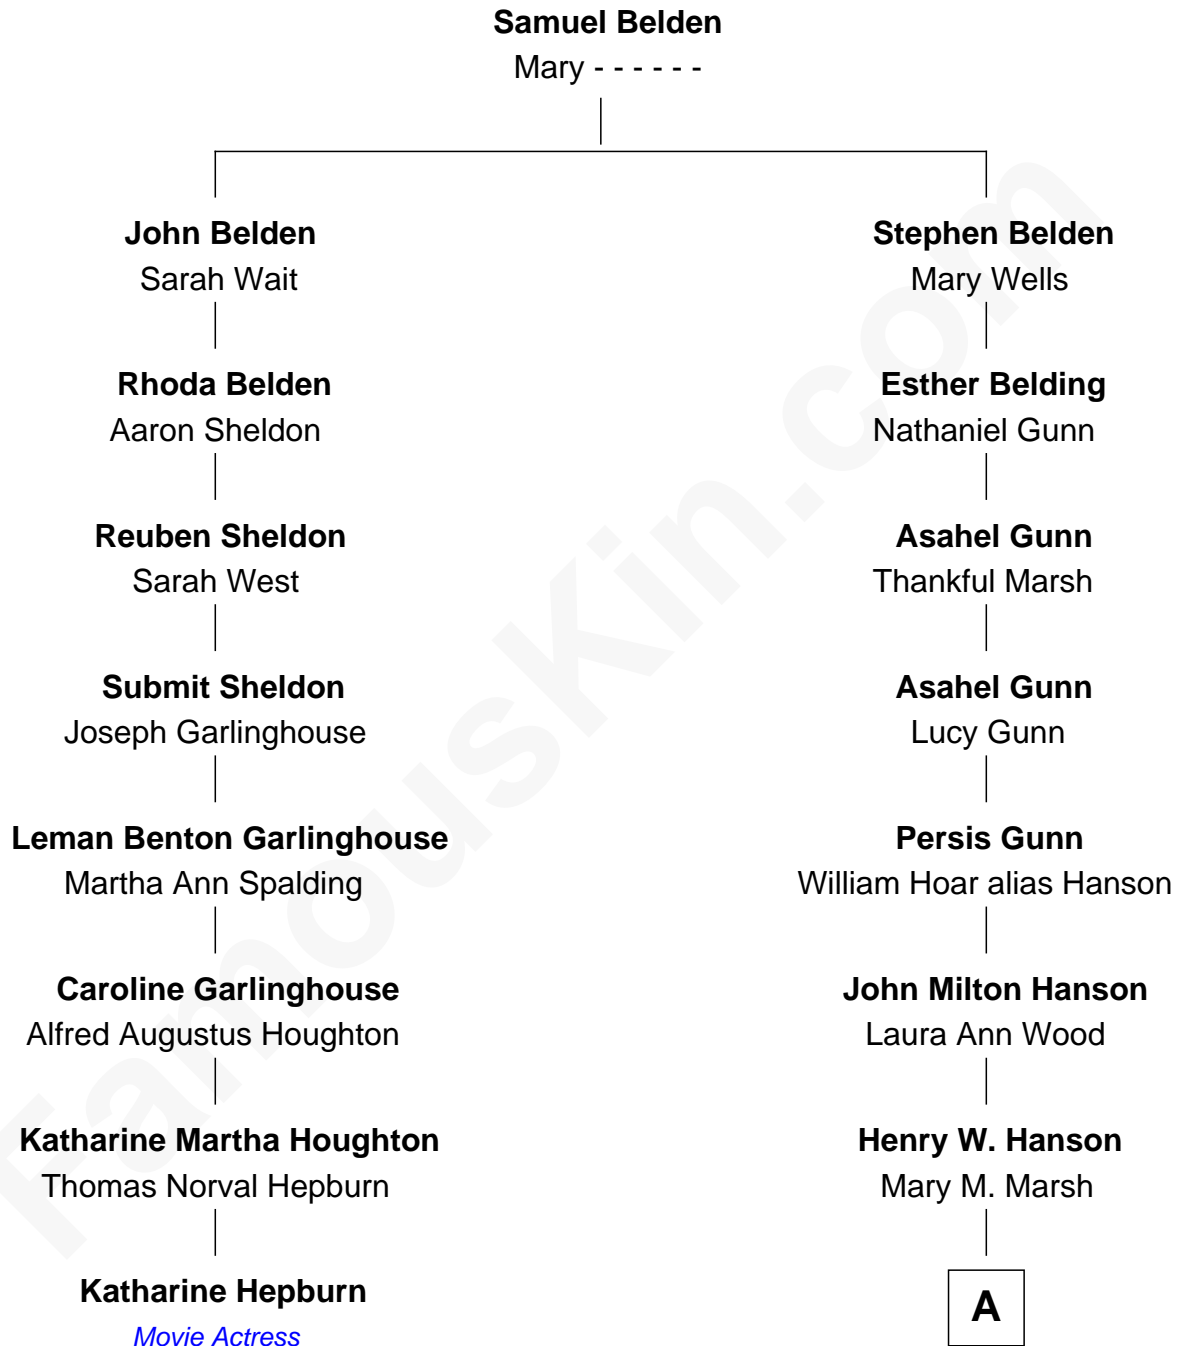 Samuel Belden
Mary - - - - - -
John Belden
Sarah Wait
Stephen Belden
Mary Wells
Rhoda Belden
Aaron Sheldon
Esther Belding
Nathaniel Gunn
Reuben Sheldon
Sarah West
Asahel Gunn
Thankful Marsh
Submit Sheldon
Joseph Garlinghouse
Asahel Gunn
Lucy Gunn
Leman Benton Garlinghouse
Martha Ann Spalding
Persis Gunn
William Hoar alias Hanson
Caroline Garlinghouse
Alfred Augustus Houghton
John Milton Hanson
Laura Ann Wood
Katharine Martha Houghton
Thomas Norval Hepburn
Henry W. Hanson
Mary M. Marsh
Katharine Hepburn
Movie Actress
A
FamousKin.com